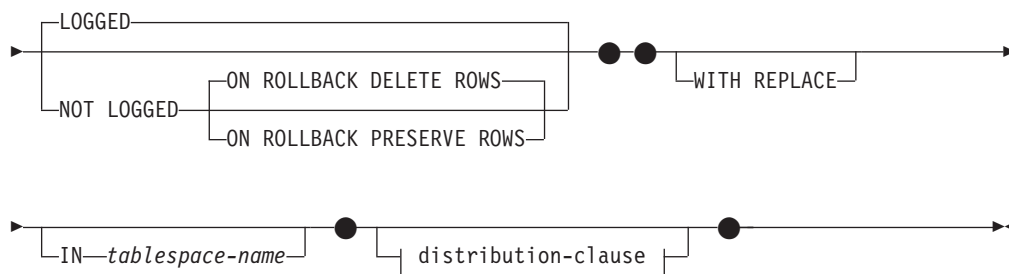 LOGGED
ON ROLLBACK DELETE ROWS
WITH REPLACE
NOT LOGGED
ON ROLLBACK PRESERVE ROWS
IN tablespace-name
distribution-clause